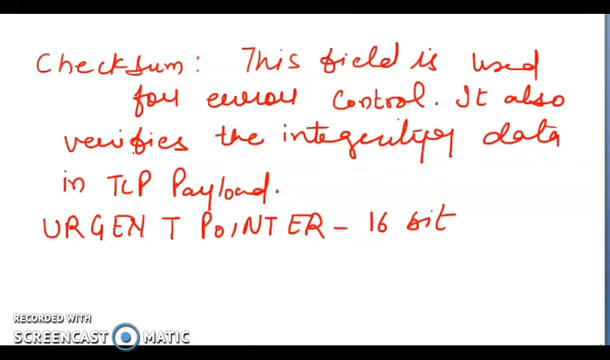 Checksum: This field is used
for error control. It also
verifies the integerity of data
in TCP Payload.
URGENT POINTER - 16 bit
RECORDED WITH
SCREENCAST MATIC